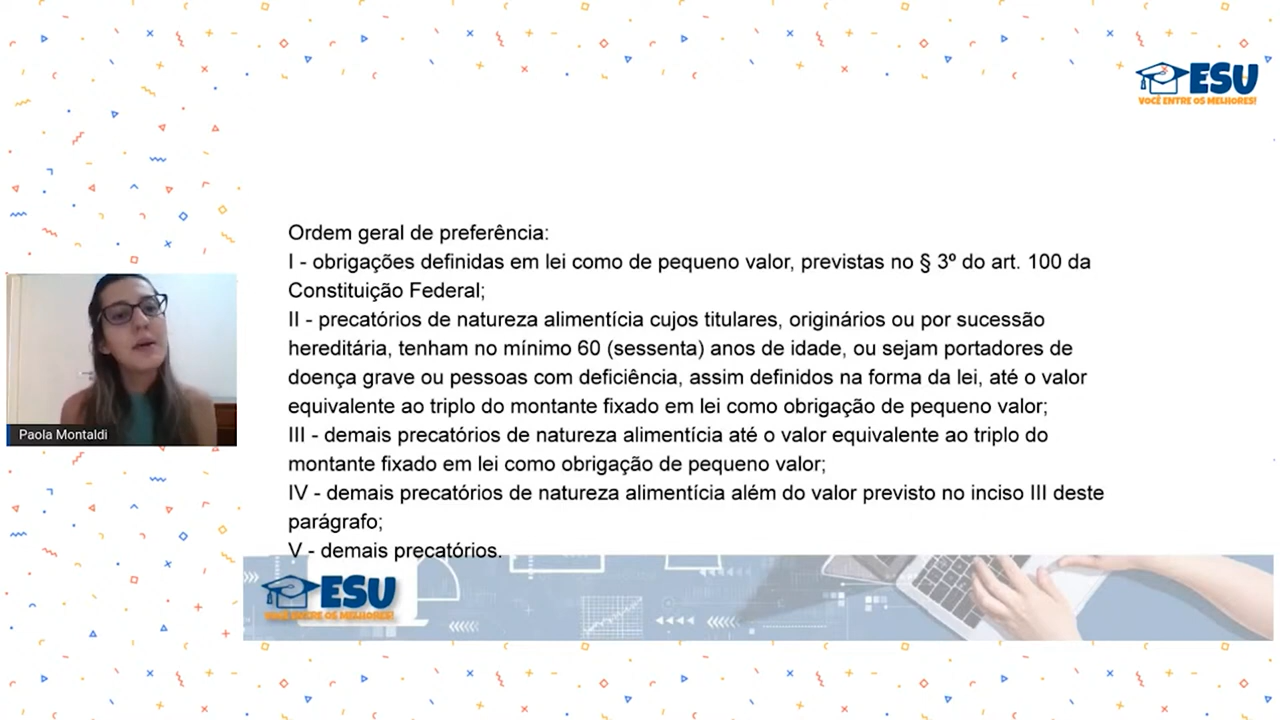 ESU
VOCÊ ENTRE OS MELHORES!
Ordem geral de preferência:
I - obrigações definidas em lei como de pequeno valor, previstas no § 3º do art. 100 da
Constituição Federal;
II - precatórios de natureza alimentícia cujos titulares, originários ou por sucessão
hereditária, tenham no mínimo 60 (sessenta) anos de idade, ou sejam portadores de
doença grave ou pessoas com deficiência, assim definidos na forma da lei, até o valor
equivalente ao triplo do montante fixado em lei como obrigação de pequeno valor;
III - demais precatórios de natureza alimentícia até o valor equivalente ao triplo do
montante fixado em lei como obrigação de pequeno valor;
IV - demais precatórios de natureza alimentícia além do valor previsto no inciso III deste
parágrafo;
V - demais precatórios.
Paola Montaldi
ESU
VOCÊ ENTRE OS MELHORES!